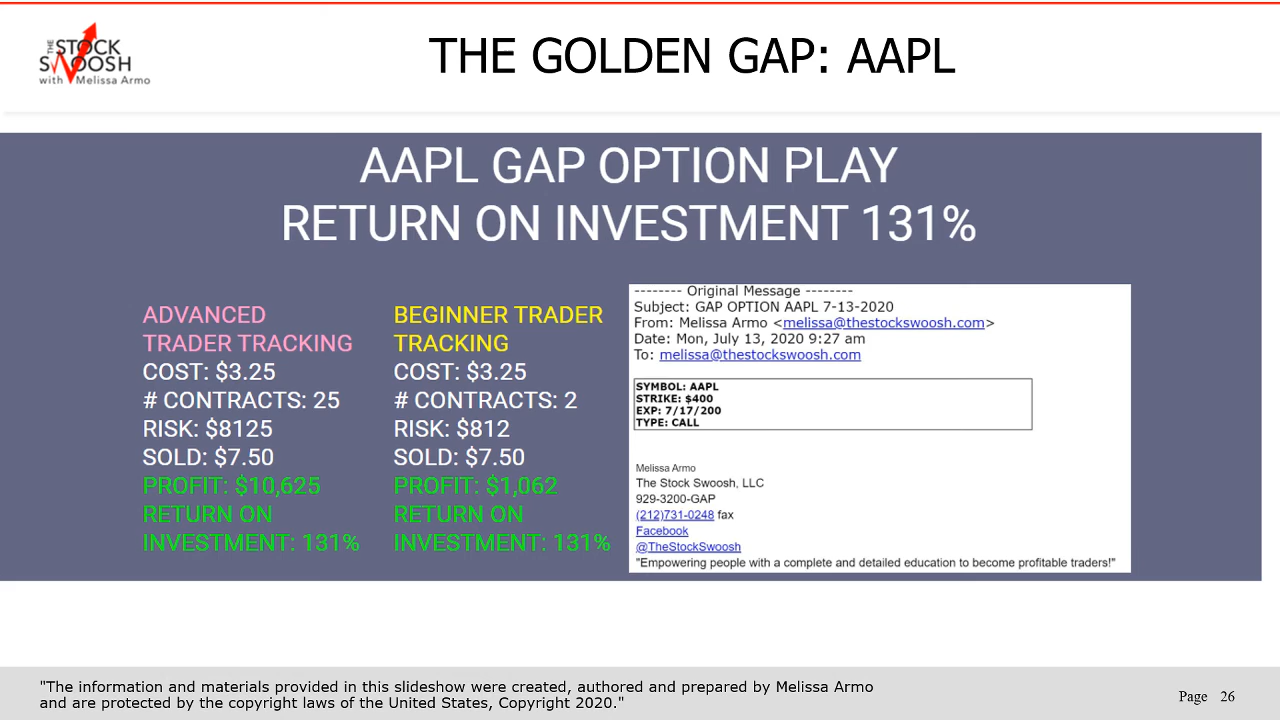 THE STOCK
SWOOSH
with Melissa Armo
THE GOLDEN GAP: AAPL
AAPL GAP OPTION PLAY
RETURN ON INVESTMENT 131%
ADVANCED
TRADER TRACKING
COST: $3.25
# CONTRACTS: 25
RISK: $8125
SOLD: $7.50
PROFIT: $10,625
RETURN ON
INVESTMENT: 131%
BEGINNER TRADER
TRACKING
COST: $3.25
# CONTRACTS: 2
RISK: $812
SOLD: $7.50
PROFIT: $1,062
RETURN ON
INVESTMENT: 131%
-------- Original Message --------
Subject: GAP OPTION AAPL 7-13-2020
From: Melissa Armo <melissa@thestockswoosh.com>
Date: Mon, July 13, 2020 9:27 am
To: melissa@thestockswoosh.com
SYMBOL: AAPL
STRIKE: $400
EXP: 7/17/200
TYPE: CALL
Melissa Armo
The Stock Swoosh, LLC
929-3200-GAP
(212)731-0248 fax
Facebook
@TheStockSwoosh
"Empowering people with a complete and detailed education to become profitable traders!"
"The information and materials provided in this slideshow were created, authored and prepared by Melissa Armo
and are protected by the copyright laws of the United States, Copyright 2020."
Page 26